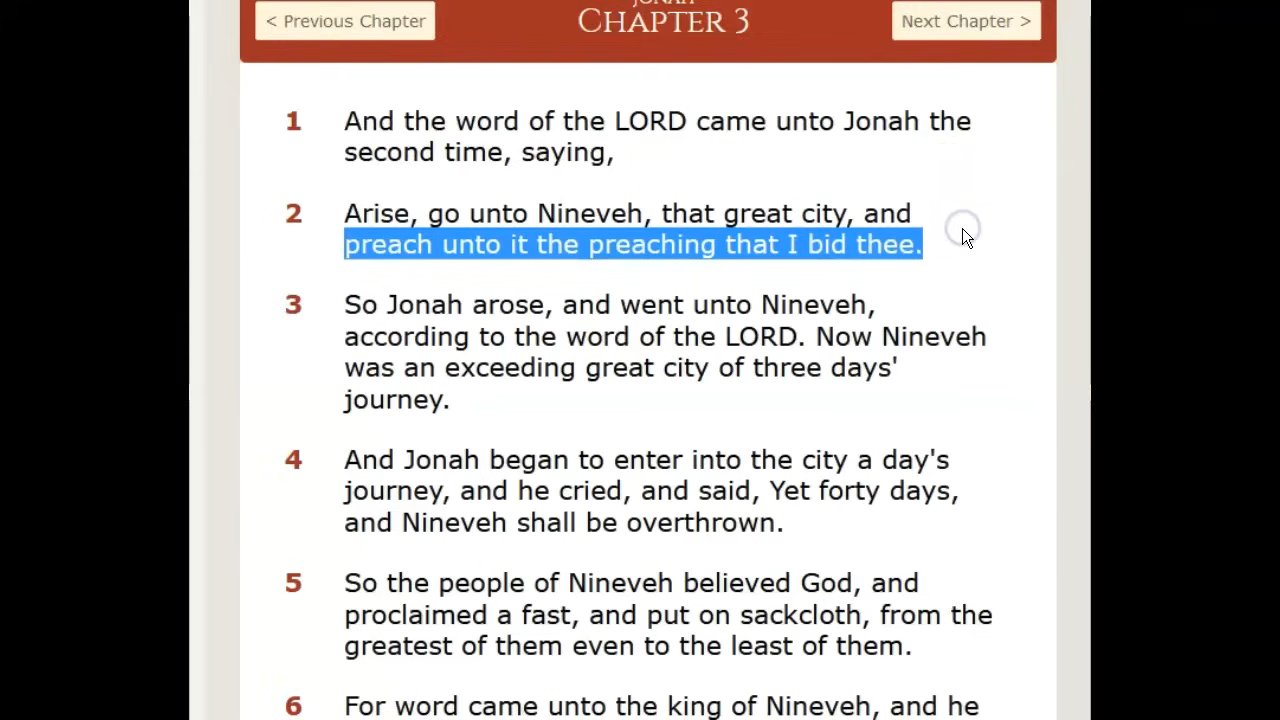 JONAH
< Previous Chapter
CHAPTER 3
Next Chapter >
1 And the word of the LORD came unto Jonah the
second time, saying,
2 Arise, go unto Nineveh, that great city, and
preach unto it the preaching that I bid thee.
3 So Jonah arose, and went unto Nineveh,
according to the word of the LORD. Now Nineveh
was an exceeding great city of three days'
journey.
4 And Jonah began to enter into the city a day's
journey, and he cried, and said, Yet forty days,
and Nineveh shall be overthrown.
5 So the people of Nineveh believed God, and
proclaimed a fast, and put on sackcloth, from the
greatest of them even to the least of them.
6 For word came unto the king of Nineveh, and he